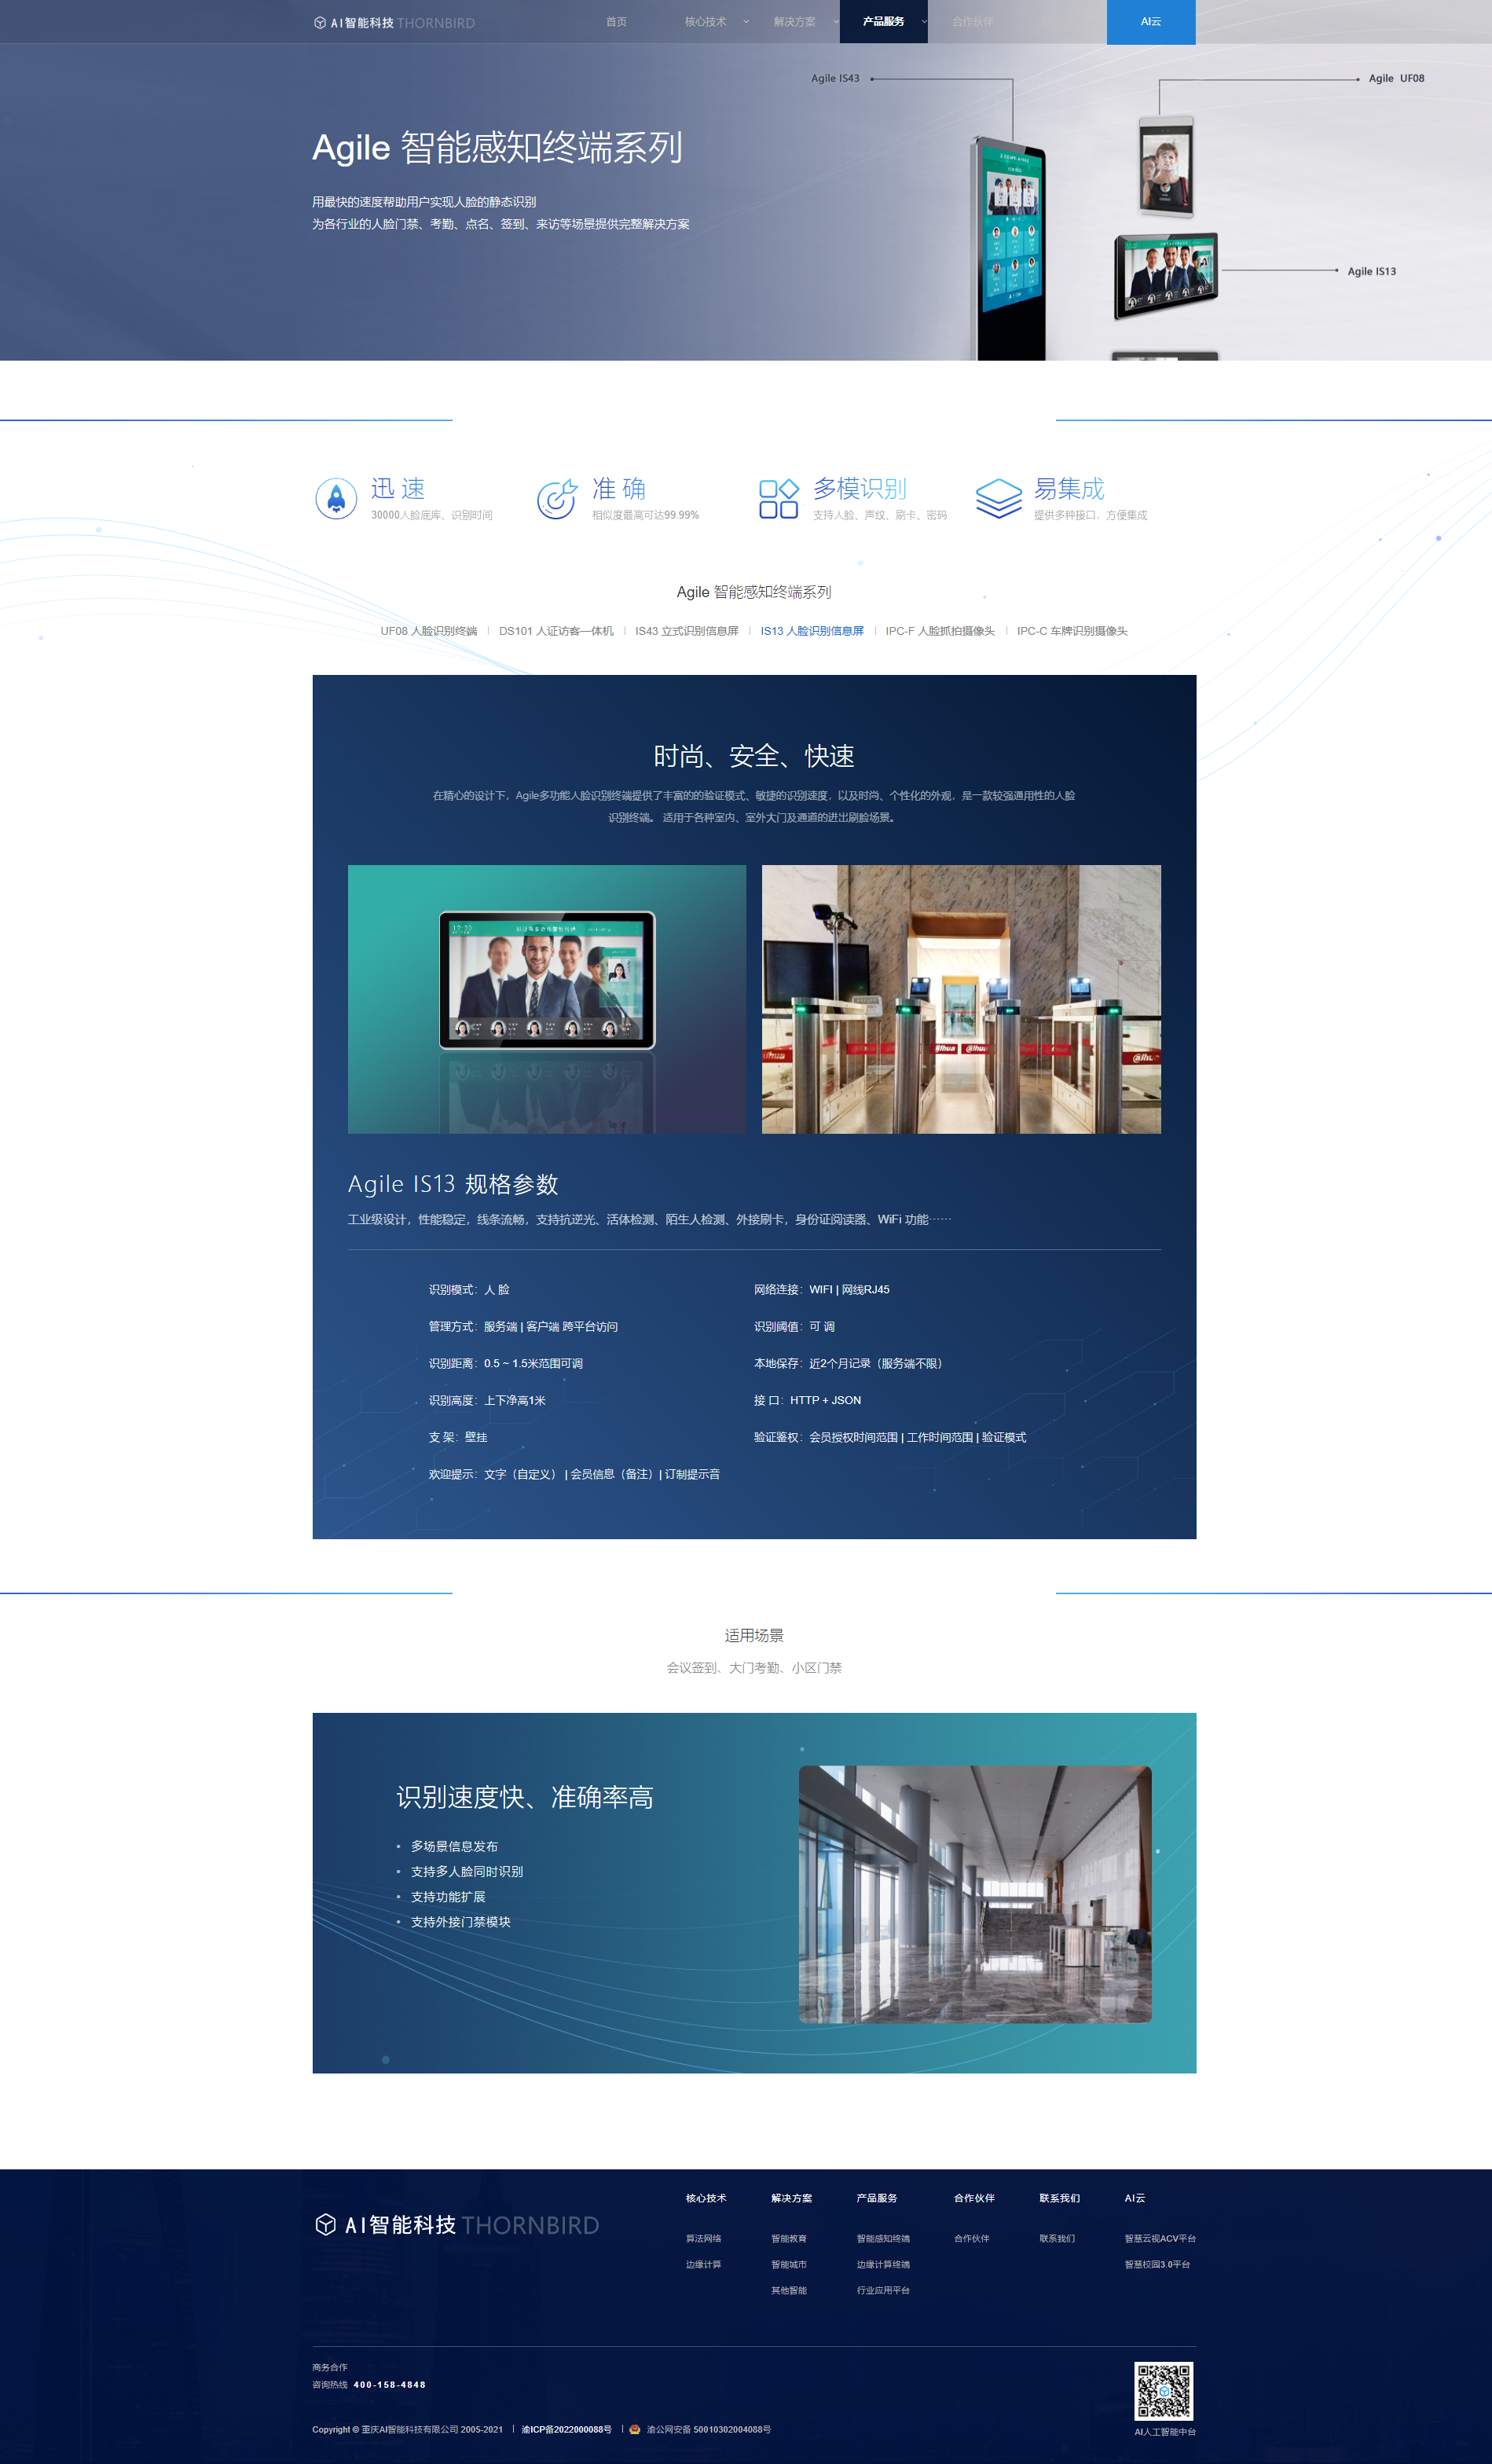 AI智能科技 THORNBIRD
首页
核心技术
解决方案
产品服务
合作伙伴
AI云
Agile IS43
Agile UF08
Agile IS13
Agile 智能感知终端系列
用最快的速度帮助用户实现人脸的静态识别
为各行业的人脸门禁、考勤、点名、签到、来访等场景提供完整解决方案
迅 速
30000人脸底库、识别时间
准 确
相似度最高可达99.99%
多模识别
支持人脸、声纹、刷卡、密码
易集成
提供多种接口，方便集成
Agile 智能感知终端系列
UF08 人脸识别终端 | DS101 人证访客一体机 | IS43 立式识别信息屏 | IS13 人脸识别信息屏 | IPC-F 人脸抓拍摄像头 | IPC-C 车牌识别摄像头
时尚、安全、快速
在精心的设计下，Agile多功能人脸识别终端提供了丰富的的验证模式、敏捷的识别速度，以及时尚、个性化的外观，是一款较强通用性的人脸
识别终端。 适用于各种室内、室外大门及通道的进出刷脸场景。
alhua
alhua
alhua
Agile IS13 规格参数
工业级设计，性能稳定，线条流畅，支持抗逆光、活体检测、陌生人检测、外接刷卡，身份证阅读器、WiFi 功能······
识别模式：人 脸
网络连接：WIFI | 网线RJ45
管理方式：服务端 | 客户端 跨平台访问
识别阈值：可 调
识别距离：0.5 ~ 1.5米范围可调
本地保存：近2个月记录（服务端不限）
识别高度：上下净高1米
接 口：HTTP + JSON
支 架：壁挂
验证鉴权：会员授权时间范围 | 工作时间范围 | 验证模式
欢迎提示：文字（自定义） | 会员信息（备注）| 订制提示音
适用场景
会议签到、大门考勤、小区门禁
识别速度快、准确率高
• 多场景信息发布
• 支持多人脸同时识别
• 支持功能扩展
• 支持外接门禁模块
AI智能科技 THORNBIRD
核心技术
算法网络
边缘计算
解决方案
智能教育
智能城市
其他智能
产品服务
智能感知终端
边缘计算终端
行业应用平台
合作伙伴
合作伙伴
联系我们
联系我们
AI云
智慧云视ACV平台
智慧校园3.0平台
商务合作
咨询热线 400-158-4848
Copyright © 重庆AI智能科技有限公司 2005-2021 | 渝ICP备2022000088号 | 渝公网安备 50010302004088号
AI人工智能中台